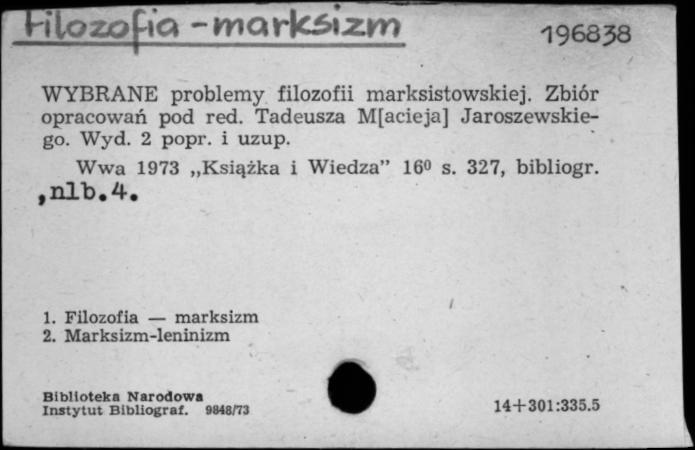 Filozofia - marksizm
196838
WYBRANE problemy filozofii marksistowskiej. Zbiór
opracowań pod red. Tadeusza M[acieja] Jaroszewskie-
go. Wyd. 2 popr. i uzup.
Wwa 1973 „Książka i Wiedza” 16⁰ s. 327, bibliogr.
,nlb.4.
1. Filozofia — marksizm
2. Marksizm-leninizm
Biblioteka Narodowa
Instytut Bibliograf. 9848/73
14+301:335.5